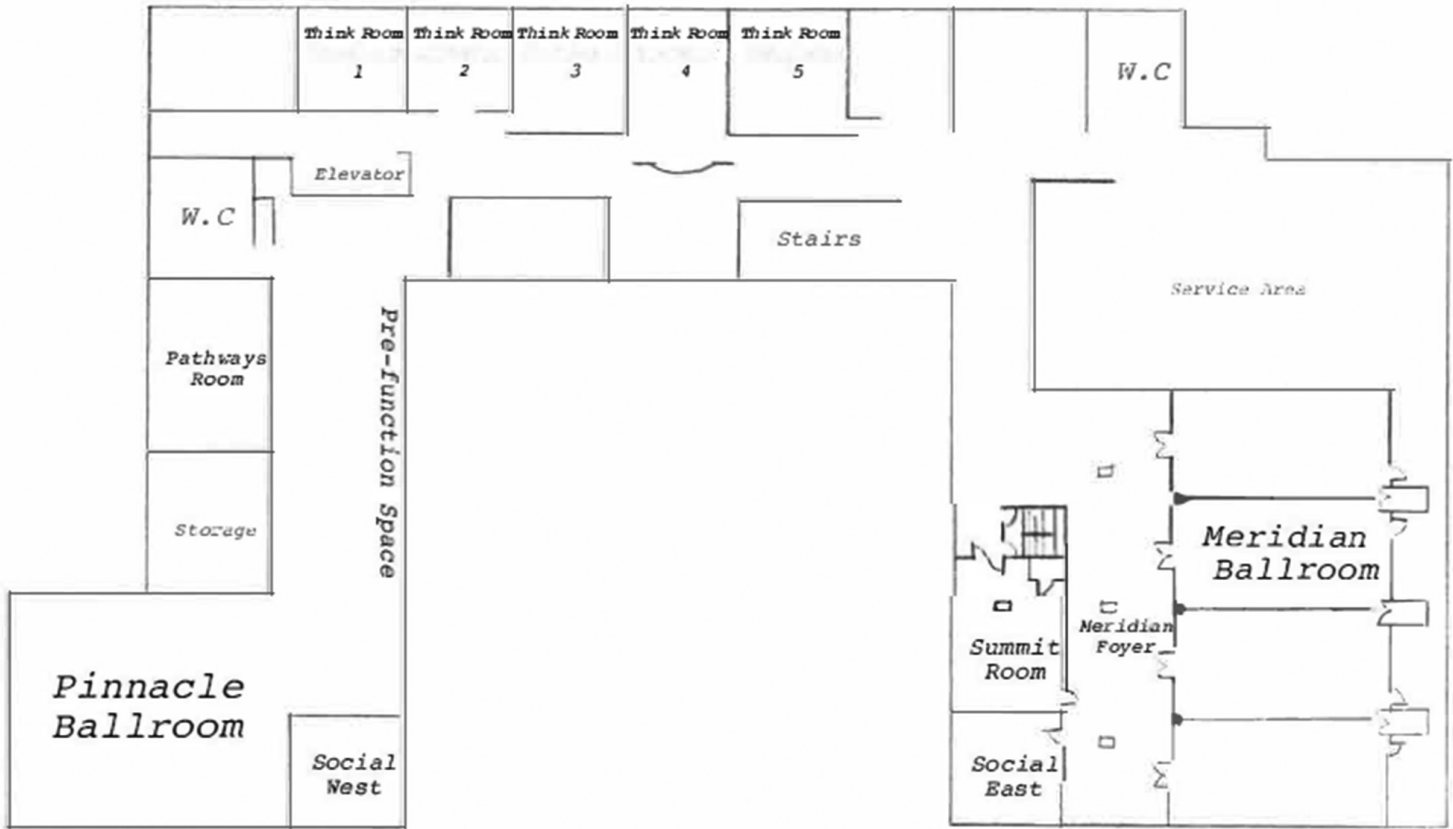 Think Room
1
Think Room
2
Think Room
3
Think Room
4
Think Room
5
W.C
Elevator
W.C
Stairs
Service Area
Pathways
Room
Pre-function Space
Storage
Meridian
Ballroom
Meridian
Foyer
Summit
Room
Pinnacle
Ballroom
Social
West
Social
East